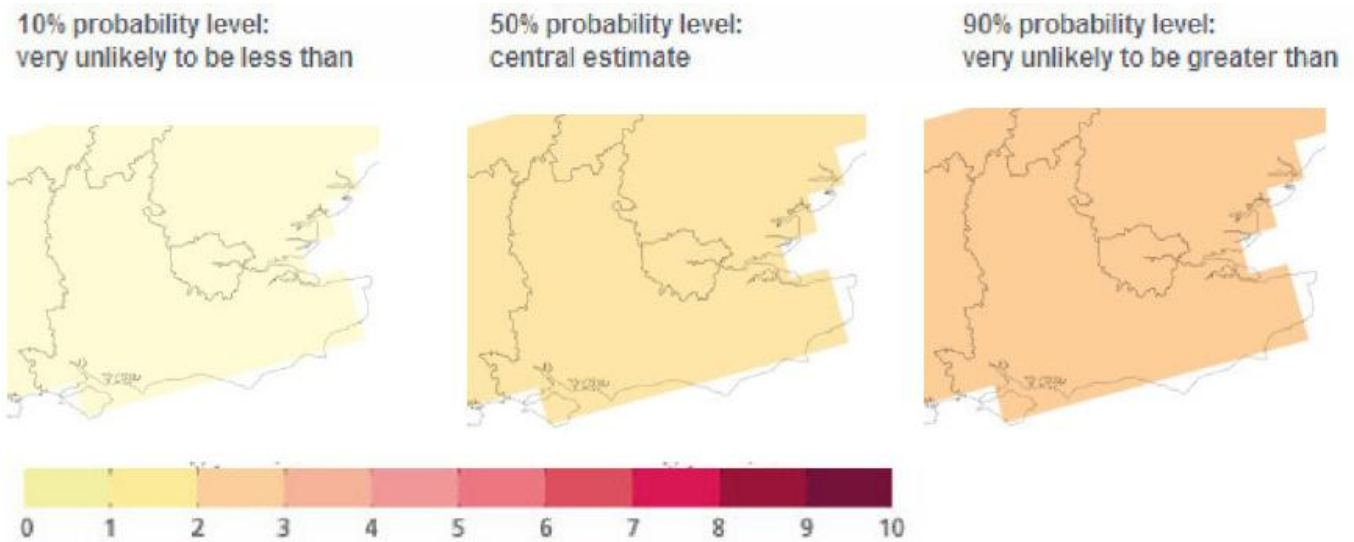 10% probability level:
very unlikely to be less than
50% probability level:
central estimate
90% probability level:
very unlikely to be greater than
0 1 2 3 4 5 6 7 8 9 10